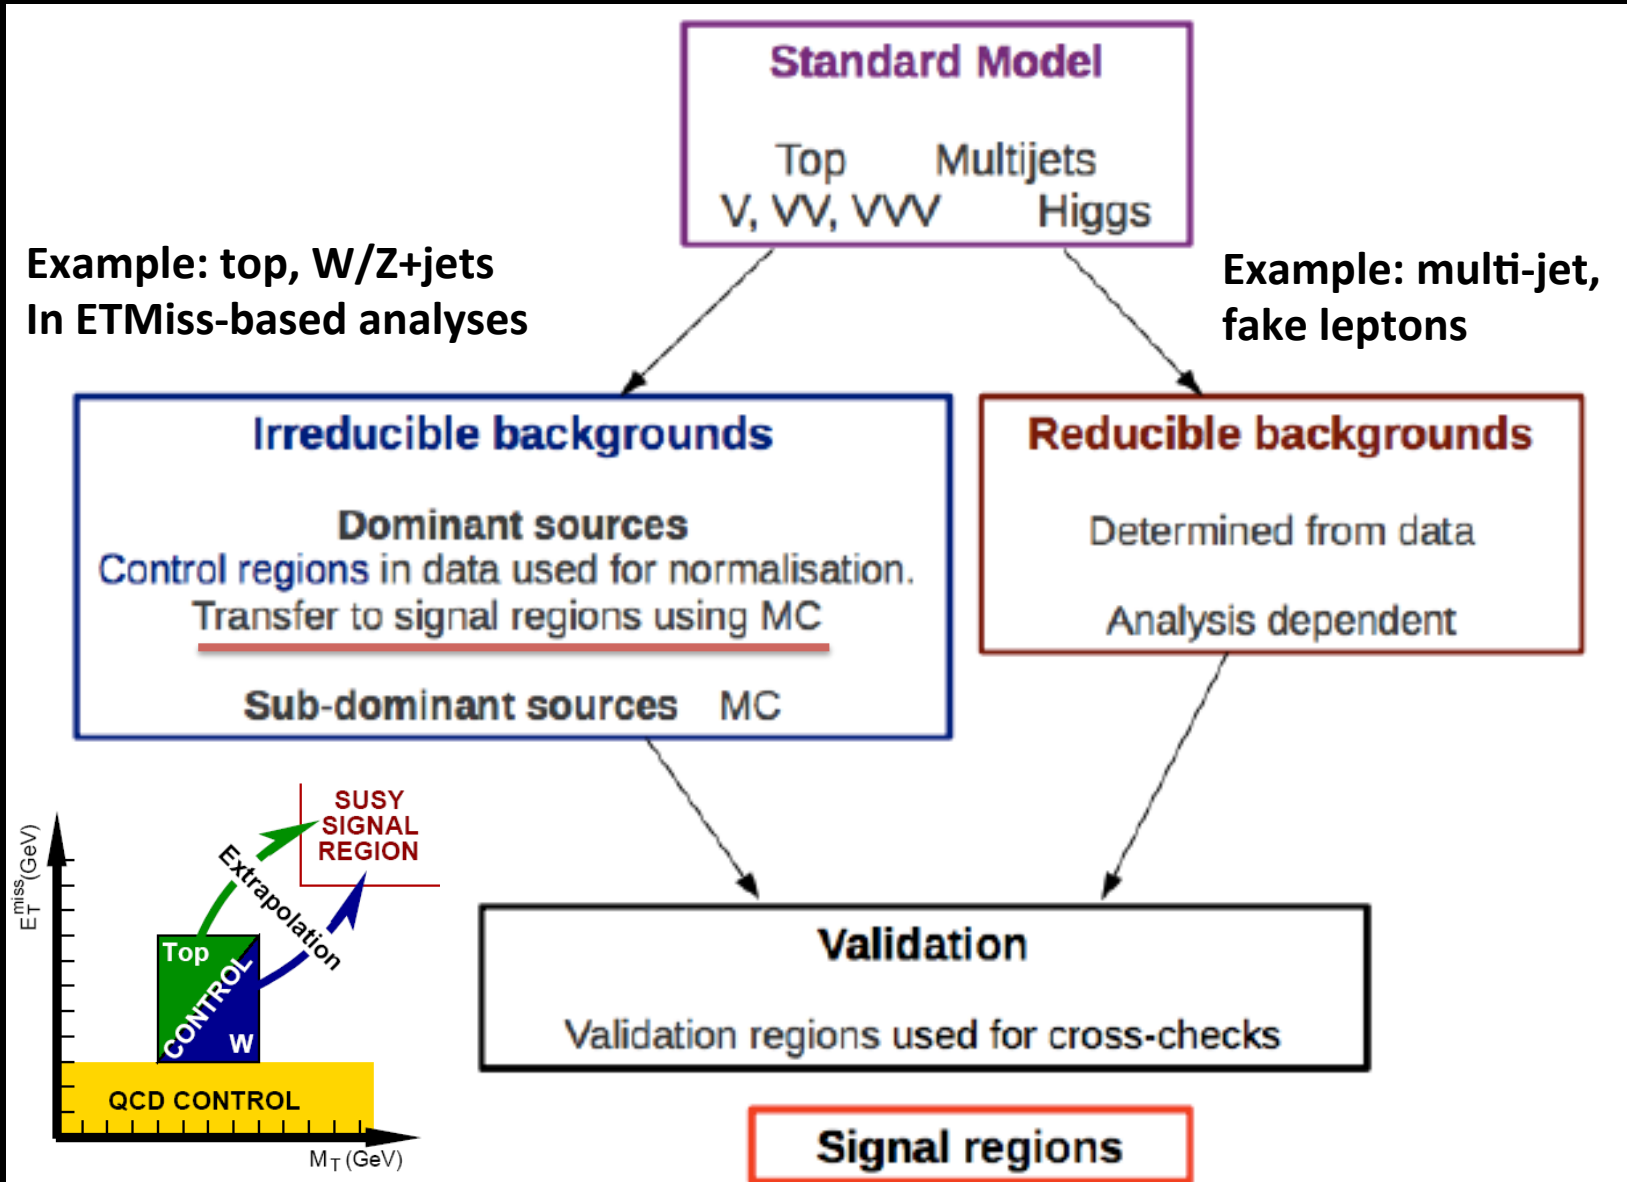 Standard Model
Top Multijets
V, VV, VVV Higgs
Example: top, W/Z+jets
In ETMiss-based analyses
Example: multi-jet,
fake leptons
Irreducible backgrounds
Dominant sources
Control regions in data used for normalisation.
Transfer to signal regions using MC
Sub-dominant sources MC
Reducible backgrounds
Determined from data
Analysis dependent
SUSY
SIGNAL
REGION
Extrapolation
E_T^miss (GeV)
Top
CONTROL
W
QCD CONTROL
M_T (GeV)
Validation
Validation regions used for cross-checks
Signal regions